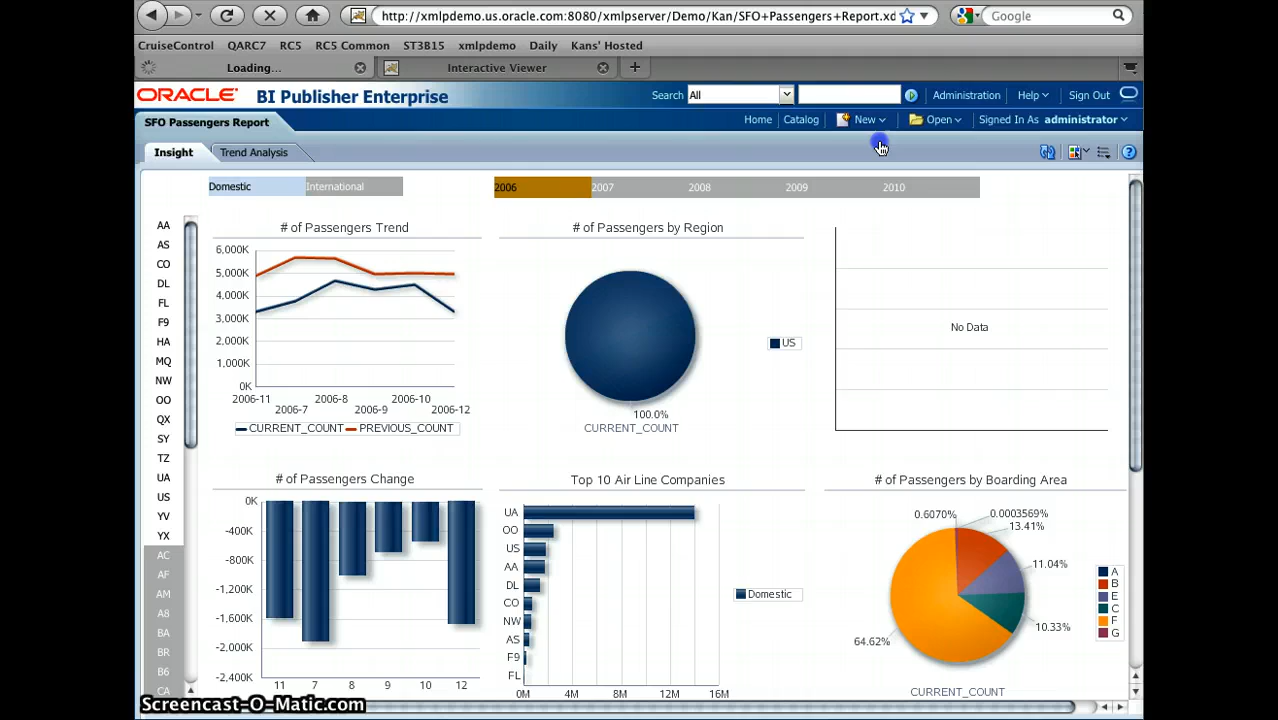 http://xmlpdemo.us.oracle.com:8080/xmlpserver/Demo/Kan/SFO+Passengers+Report.xd
Google
CruiseControl QARC7 RC5 RC5 Common ST3B15 xmlpdemo Daily Kans' Hosted
Loading...
Interactive Viewer
ORACLE BI Publisher Enterprise
Search All
Administration Help Sign Out
SFO Passengers Report
Home Catalog New Open Signed In As administrator
Insight Trend Analysis
Domestic International
2006 2007 2008 2009 2010
AA
AS
CO
DL
FL
F9
HA
MQ
NW
OO
QX
SY
TZ
UA
US
YV
YX
AC
AF
AM
A8
BA
BR
B6
CA
# of Passengers Trend
6,000K
5,000K
4,000K
3,000K
2,000K
1,000K
0K
2006-11 2006-8 2006-10
2006-7 2006-9 2006-12
CURRENT_COUNT PREVIOUS_COUNT
# of Passengers by Region
US
100.0%
CURRENT_COUNT
No Data
# of Passengers Change
0K
-400K
-800K
-1,200K
-1,600K
-2,000K
-2,400K
11 7 8 9 10 12
Top 10 Air Line Companies
UA
OO
US
AA
DL
CO
NW
AS
F9
FL
Domestic
0M 4M 8M 12M 16M
# of Passengers by Boarding Area
0.6070% 0.0003569%
13.41%
11.04%
10.33%
64.62%
A
B
E
C
F
G
CURRENT_COUNT
Screencast-O-Matic.com